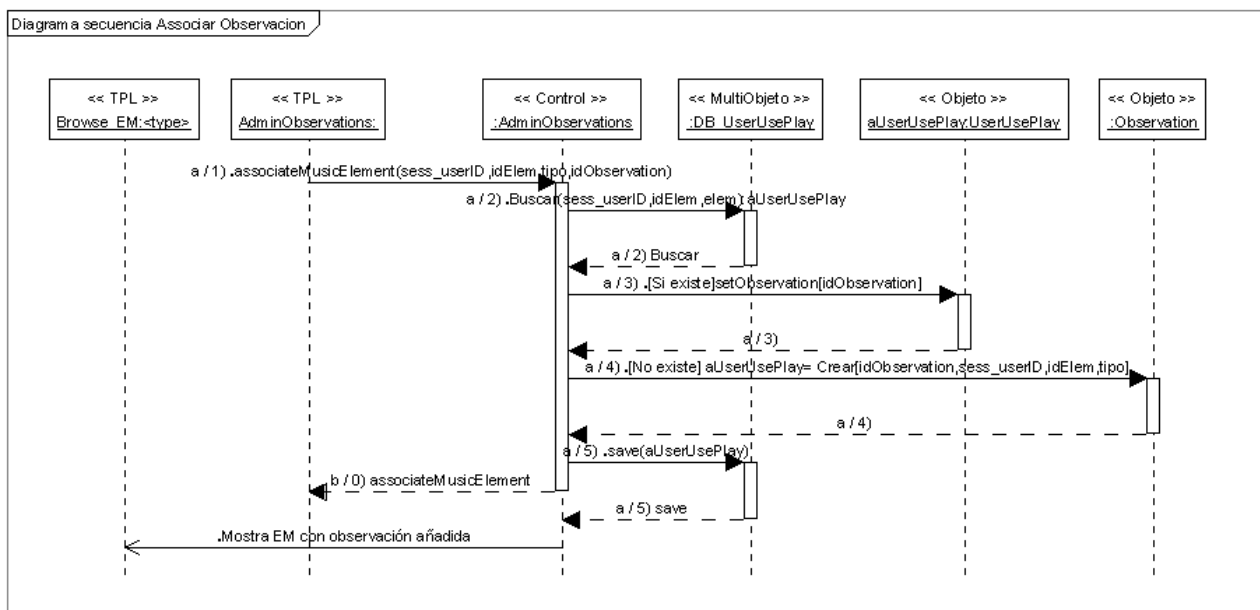 Diagrama secuencia Associar Observacion
<< TPL >>
Browse_EM:<type>
<< TPL >>
AdminObservations:
<< Control >>
:AdminObservations
<< MultiObjeto >>
:DB_UserUsePlay
<< Objeto >>
aUserUsePlay:UserUsePlay
<< Objeto >>
:Observation
a / 1) .associateMusicElement(sess_userID,idElem,tipo,idObservation)
a / 2) .Buscar(sess_userID,idElem,elem):aUserUsePlay
a / 2) Buscar
a / 3) .[Si existe]setObservation[idObservation]
a / 3)
a / 4) .[No existe] aUserUsePlay= Crear[idObservation,sess_userID,idElem,tipo]
a / 4)
a / 5) .save(aUserUsePlay)
b / 0) associateMusicElement
a / 5) save
.Mostra EM con observación añadida